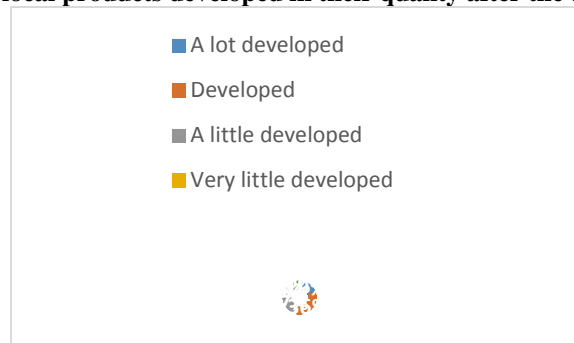 local products developed in their quality after the
A lot developed
Developed
A little developed
Very little developed